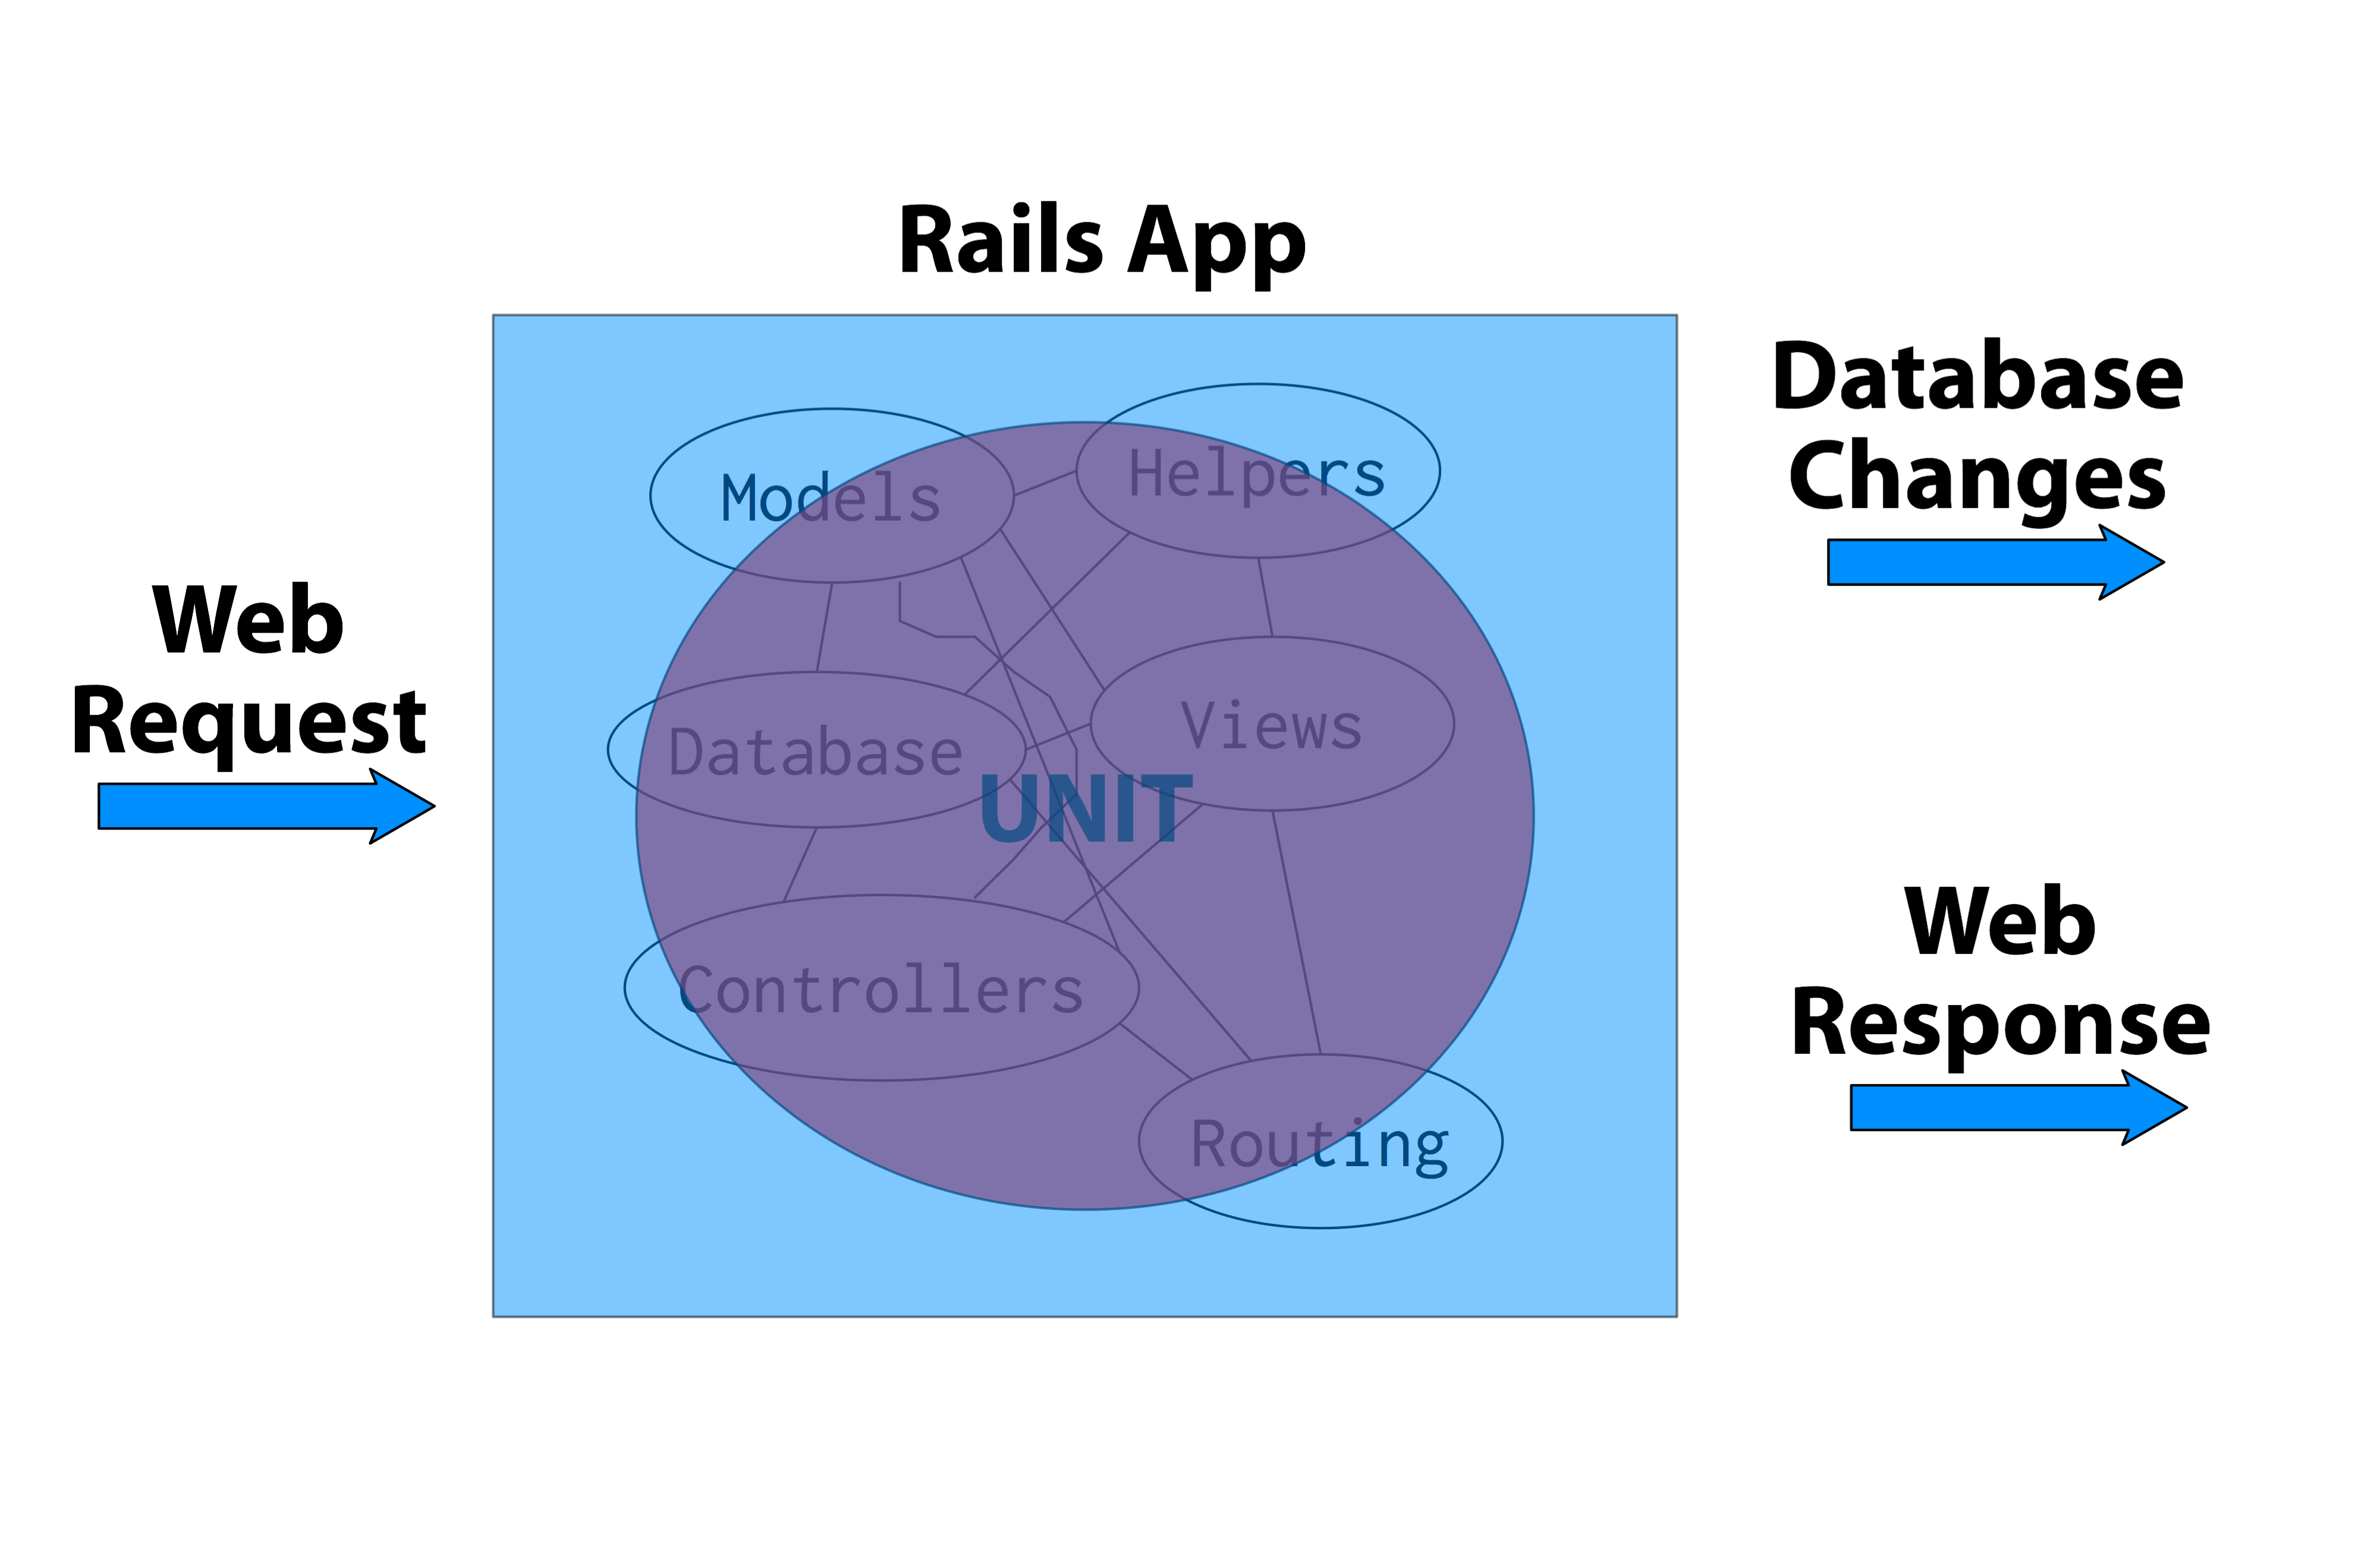 Rails App
Web
Request
Models
Helpers
Database
Views
UNIT
Controllers
Routing
Database
Changes
Web
Response